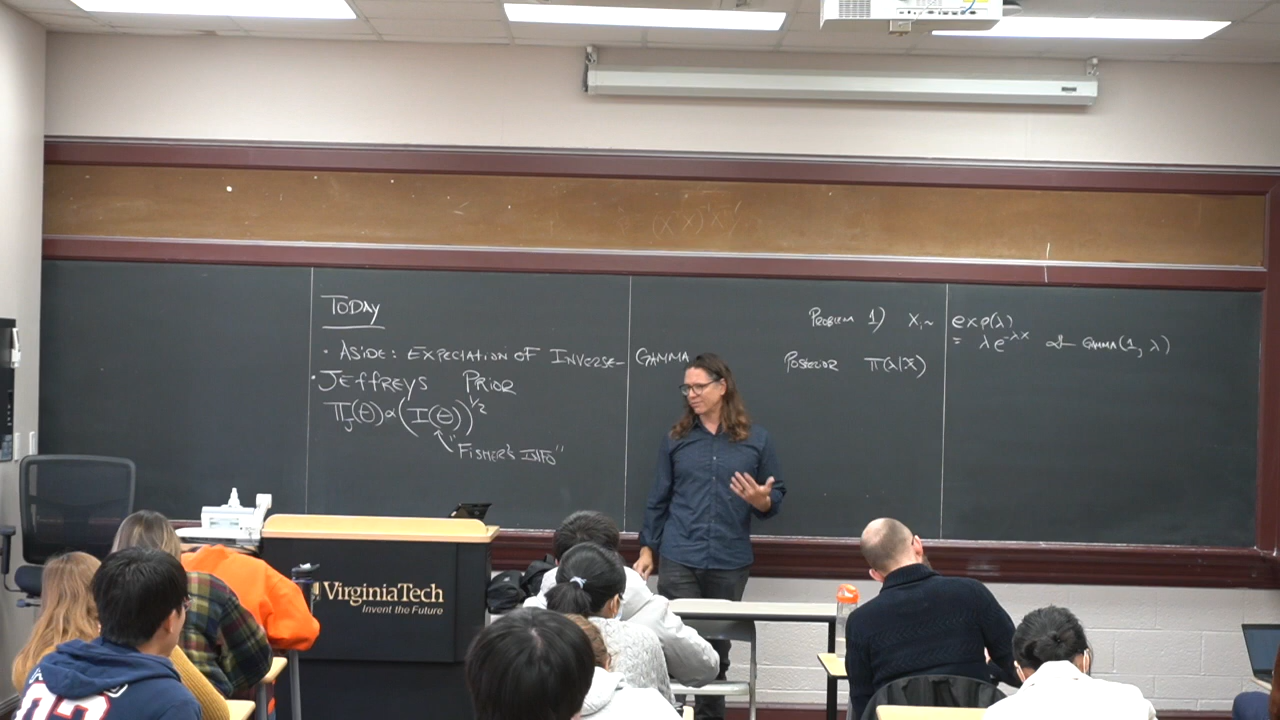 (X'X)⁻¹X'Y
TODAY
• ASIDE: EXPECTATION OF INVERSE-GAMMA
• JEFFREYS PRIOR
πJ(θ) ∝ (I(θ))^1/2
"FISHER'S INFO"
PROBLEM 1) Xi ~ exp(λ)
= λe^-λx GAMMA(1, λ)
POSTERIOR π(λ|x̃)
VirginiaTech
Invent the Future